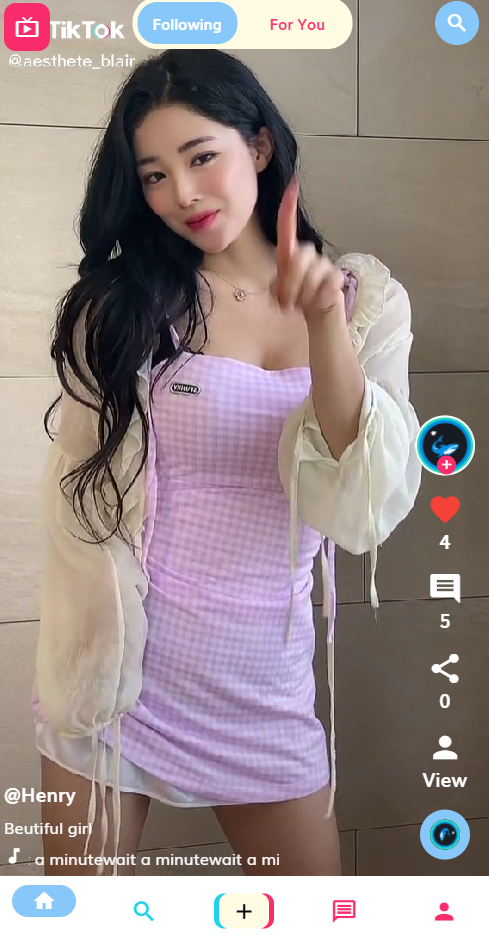 TikTok
Following
For You
@aesthete_blair
4
5
0
View
@Henry
Beutiful girl
a minutewait a minutewait a mi